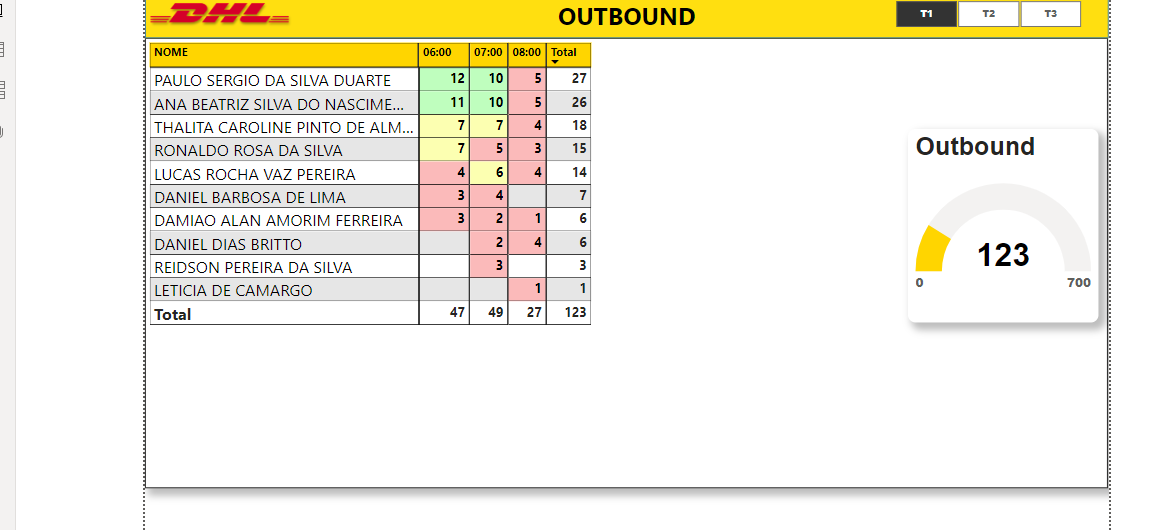 DHL OUTBOUND T1 T2 T3
NOME 06:00 07:00 08:00 Total
PAULO SERGIO DA SILVA DUARTE 12 10 5 27
ANA BEATRIZ SILVA DO NASCIME... 11 10 5 26
THALITA CAROLINE PINTO DE ALM... 7 7 4 18
RONALDO ROSA DA SILVA 7 5 3 15
LUCAS ROCHA VAZ PEREIRA 4 6 4 14
DANIEL BARBOSA DE LIMA 3 4 7
DAMIAO ALAN AMORIM FERREIRA 3 2 1 6
DANIEL DIAS BRITTO 2 4 6
REIDSON PEREIRA DA SILVA 3 3
LETICIA DE CAMARGO 1 1
Total 47 49 27 123
Outbound
123
0 700